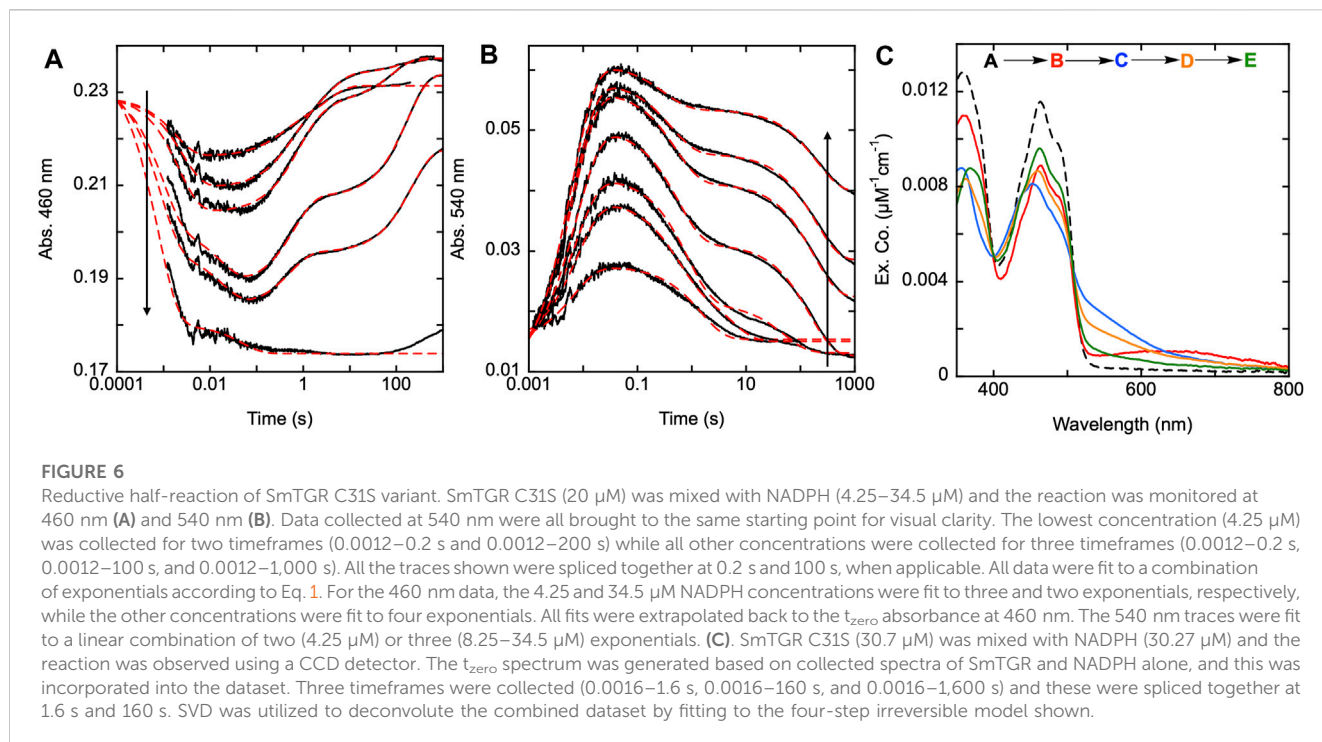 A
B
C
A
B
C
D
E
0.23
0.21
0.19
0.17
Abs. 460 nm
0.0001
0.01
1
100
Time (s)
0.05
0.03
0.01
Abs. 540 nm
0.001
0.1
10
1000
Time (s)
0.012
0.008
0.004
0
Ex. Co. (µM⁻¹ cm⁻¹)
400
600
800
Wavelength (nm)
FIGURE 6
Reductive half-reaction of SmTGR C31S variant. SmTGR C31S (20 µM) was mixed with NADPH (4.25–34.5 µM) and the reaction was monitored at
460 nm (A) and 540 nm (B). Data collected at 540 nm were all brought to the same starting point for visual clarity. The lowest concentration (4.25 µM)
was collected for two timeframes (0.0012–0.2 s and 0.0012–200 s) while all other concentrations were collected for three timeframes (0.0012–0.2 s,
0.0012–100 s, and 0.0012–1,000 s). All the traces shown were spliced together at 0.2 s and 100 s, when applicable. All data were fit to a combination
of exponentials according to Eq. 1. For the 460 nm data, the 4.25 and 34.5 µM NADPH concentrations were fit to three and two exponentials, respectively,
while the other concentrations were fit to four exponentials. All fits were extrapolated back to the tzero absorbance at 460 nm. The 540 nm traces were fit
to a linear combination of two (4.25 µM) or three (8.25–34.5 µM) exponentials. (C). SmTGR C31S (30.7 µM) was mixed with NADPH (30.27 µM) and the
reaction was observed using a CCD detector. The tzero spectrum was generated based on collected spectra of SmTGR and NADPH alone, and this was
incorporated into the dataset. Three timeframes were collected (0.0016–1.6 s, 0.0016–160 s, and 0.0016–1,600 s) and these were spliced together at
1.6 s and 160 s. SVD was utilized to deconvolute the combined dataset by fitting to the four-step irreversible model shown.